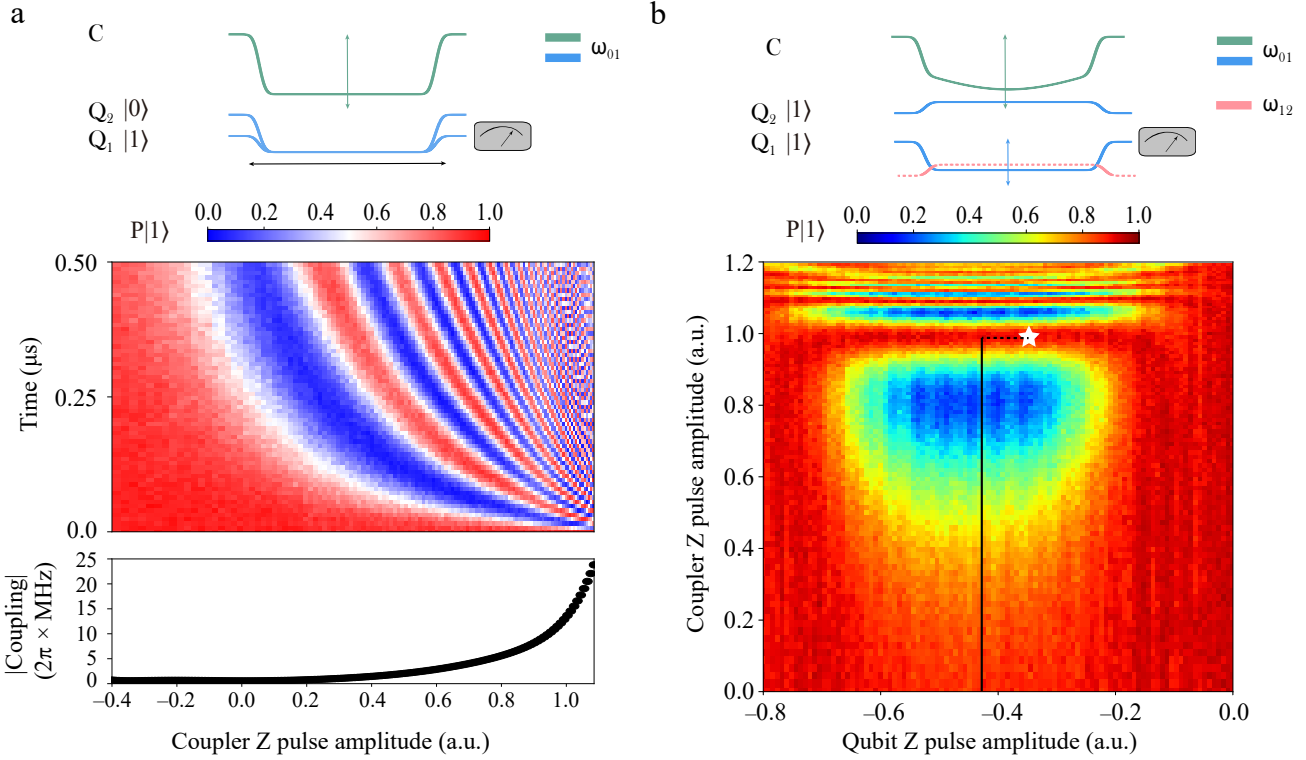 a
C
ω01
Q2 |0⟩
Q1 |1⟩
P|1⟩
0.0 0.2 0.4 0.6 0.8 1.0
0.50
0.25
0.0
Time (μs)
25
20
15
10
5
0
|Coupling|
(2π × MHz)
−0.4 −0.2 0.0 0.2 0.4 0.6 0.8 1.0
Coupler Z pulse amplitude (a.u.)
b
C
ω01
Q2 |1⟩
ω12
Q1 |1⟩
P|1⟩
0.0 0.2 0.4 0.6 0.8 1.0
1.2
1.0
0.8
0.6
0.4
0.2
0.0
Coupler Z pulse amplitude (a.u.)
−0.8 −0.6 −0.4 −0.2 0.0
Qubit Z pulse amplitude (a.u.)